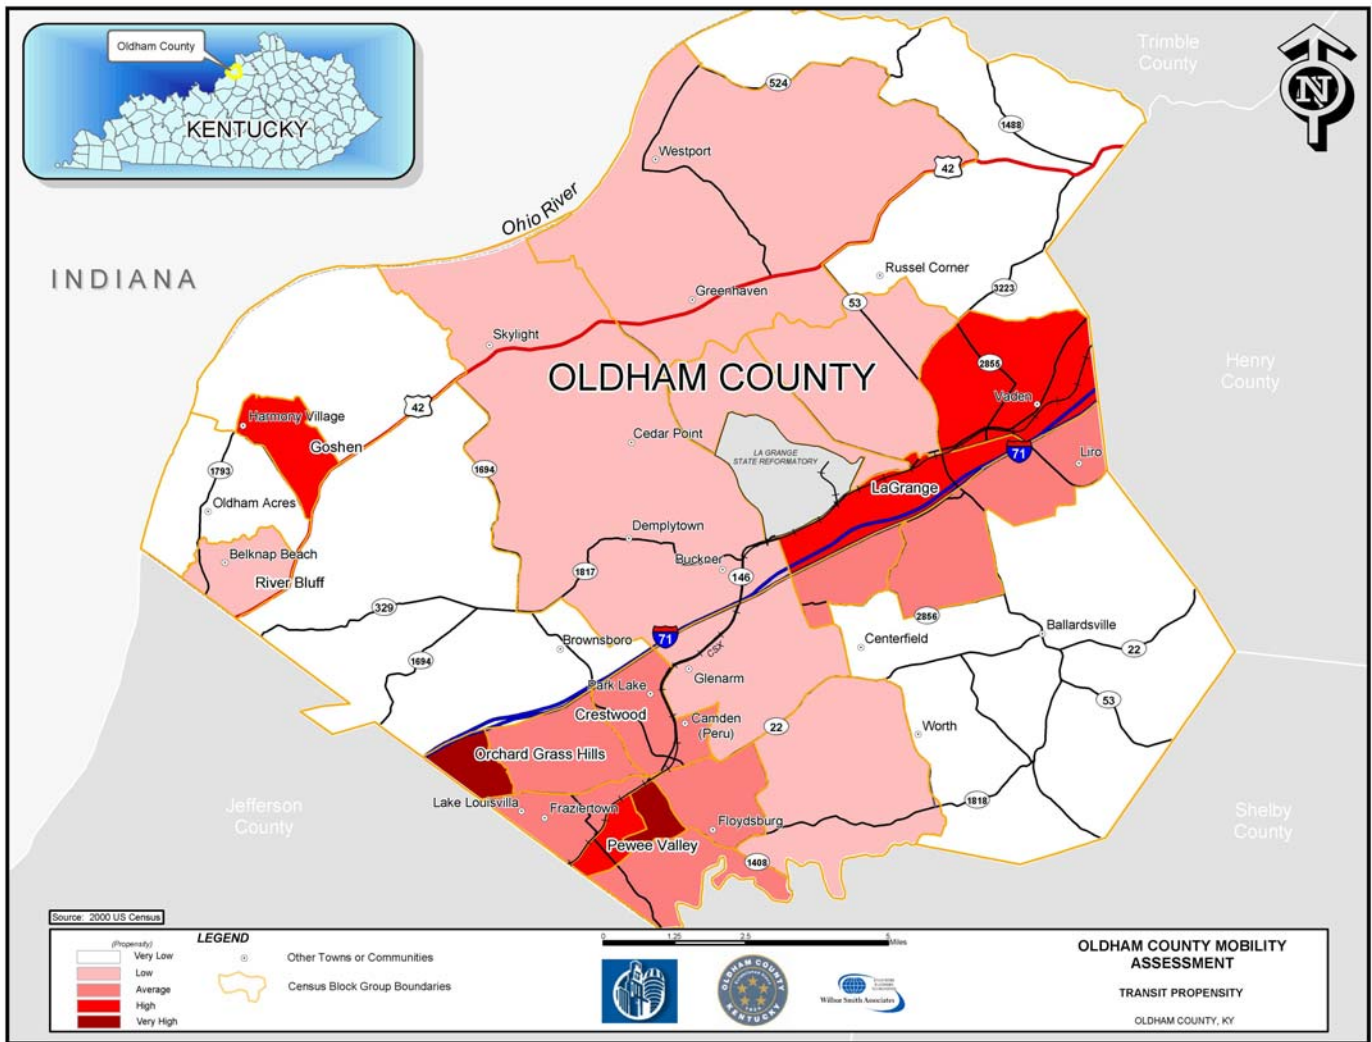 Oldham County
KENTUCKY
Trimble
County
N
524
1488
Westport
42
Ohio River
INDIANA
Russel Corner
Greenhaven
53
3223
Skylight
OLDHAM COUNTY
2855
Henry
County
Vaden
42
Harmony Village
Goshen
Cedar Point
LA GRANGE
STATE REFORMATORY
71
Liro
1793
1694
LaGrange
Oldham Acres
Demplytown
Belknap Beach
Buckner
River Bluff
1817
146
329
2856
Ballardsville
71
Brownsboro
CSX
Centerfield
22
1694
Glenarm
Park Lake
53
Crestwood
Camden
(Peru)
22
Worth
Orchard Grass Hills
Jefferson
County
Lake Louisvilla
Fraziertown
1818
Shelby
County
Floydsburg
Pewee Valley
1408
Source: 2000 US Census
LEGEND
(Propensity)
Very Low
Low
Average
High
Very High
Other Towns or Communities
Census Block Group Boundaries
0 1.25 2.5 5
Miles
OLDHAM COUNTY
KENTUCKY
Wilbur Smith Associates
OLDHAM COUNTY MOBILITY
ASSESSMENT
TRANSIT PROPENSITY
OLDHAM COUNTY, KY